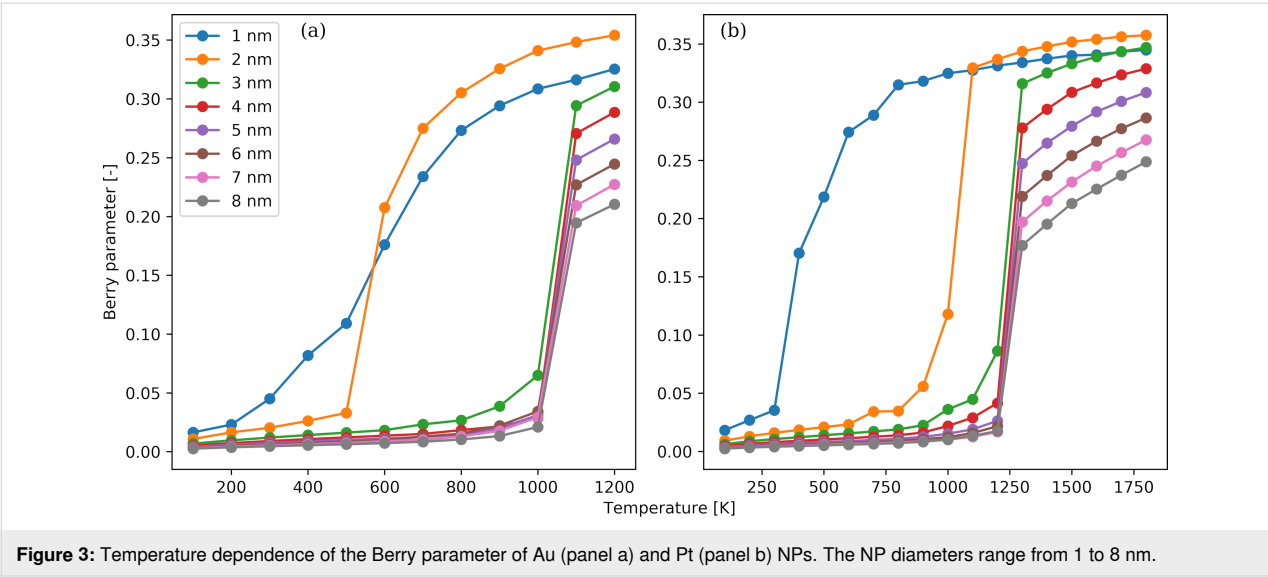 (a)
(b)
1 nm
2 nm
3 nm
4 nm
5 nm
6 nm
7 nm
8 nm
Berry parameter [-]
0.35
0.30
0.25
0.20
0.15
0.10
0.05
0.00
200 400 600 800 1000 1200
0.35
0.30
0.25
0.20
0.15
0.10
0.05
0.00
250 500 750 1000 1250 1500 1750
Temperature [K]
Figure 3: Temperature dependence of the Berry parameter of Au (panel a) and Pt (panel b) NPs. The NP diameters range from 1 to 8 nm.